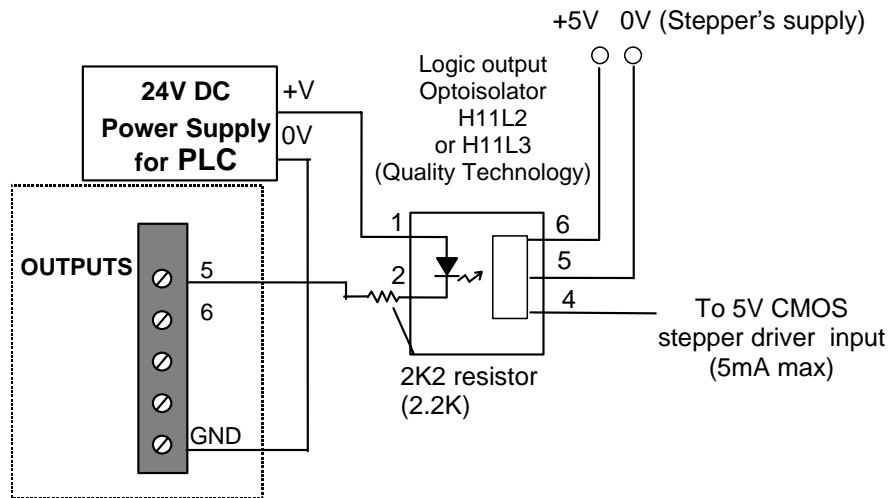 +5V 0V (Stepper's supply)
Logic output
Optoisolator
H11L2
or H11L3
(Quality Technology)
24V DC
Power Supply
for PLC
+V
0V
OUTPUTS
5
6
GND
1
2
6
5
4
2K2 resistor
(2.2K)
To 5V CMOS
stepper driver input
(5mA max)